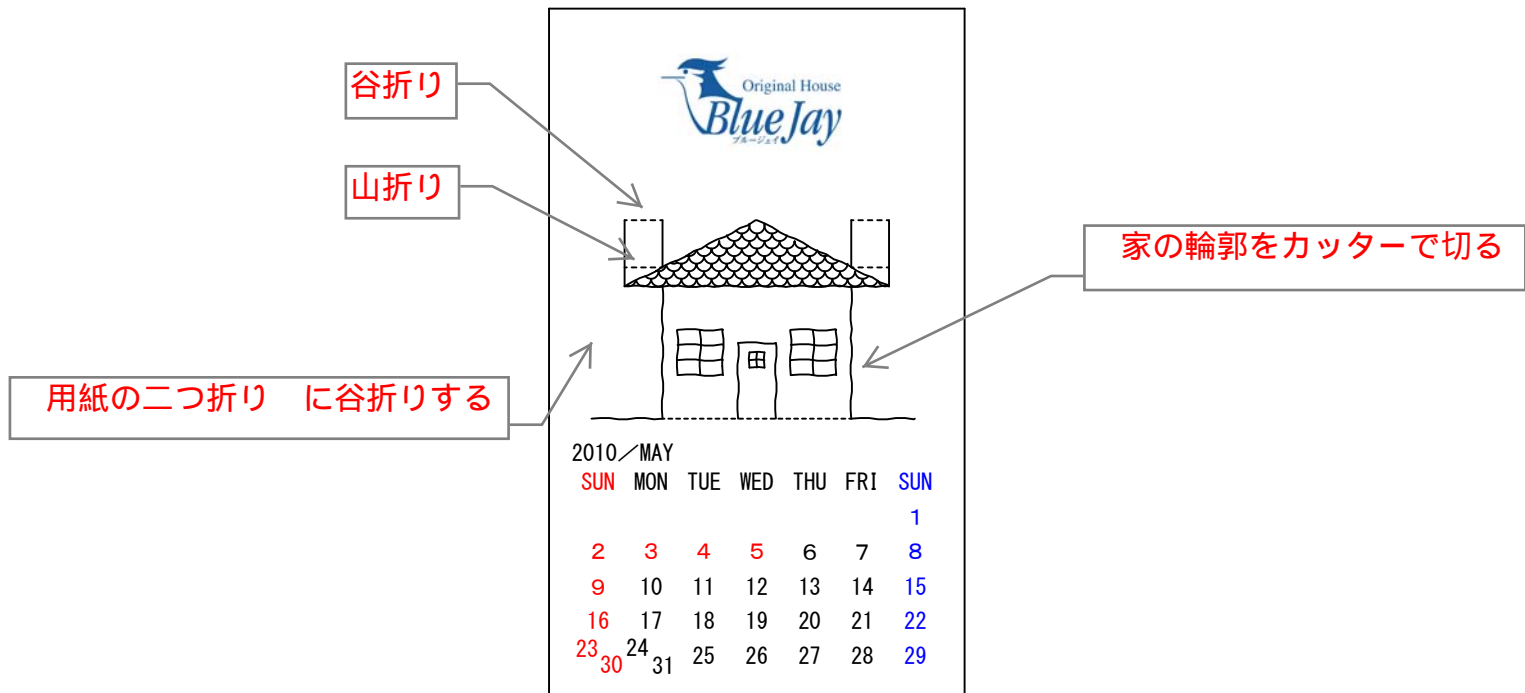 Original House
Blue Jay
ブルージェイ
谷折り
山折り
家の輪郭をカッターで切る
用紙の二つ折り　に谷折りする
2010／MAY
SUN MON TUE WED THU FRI SUN
1
2 3 4 5 6 7 8
9 10 11 12 13 14 15
16 17 18 19 20 21 22
23 30 24 31 25 26 27 28 29